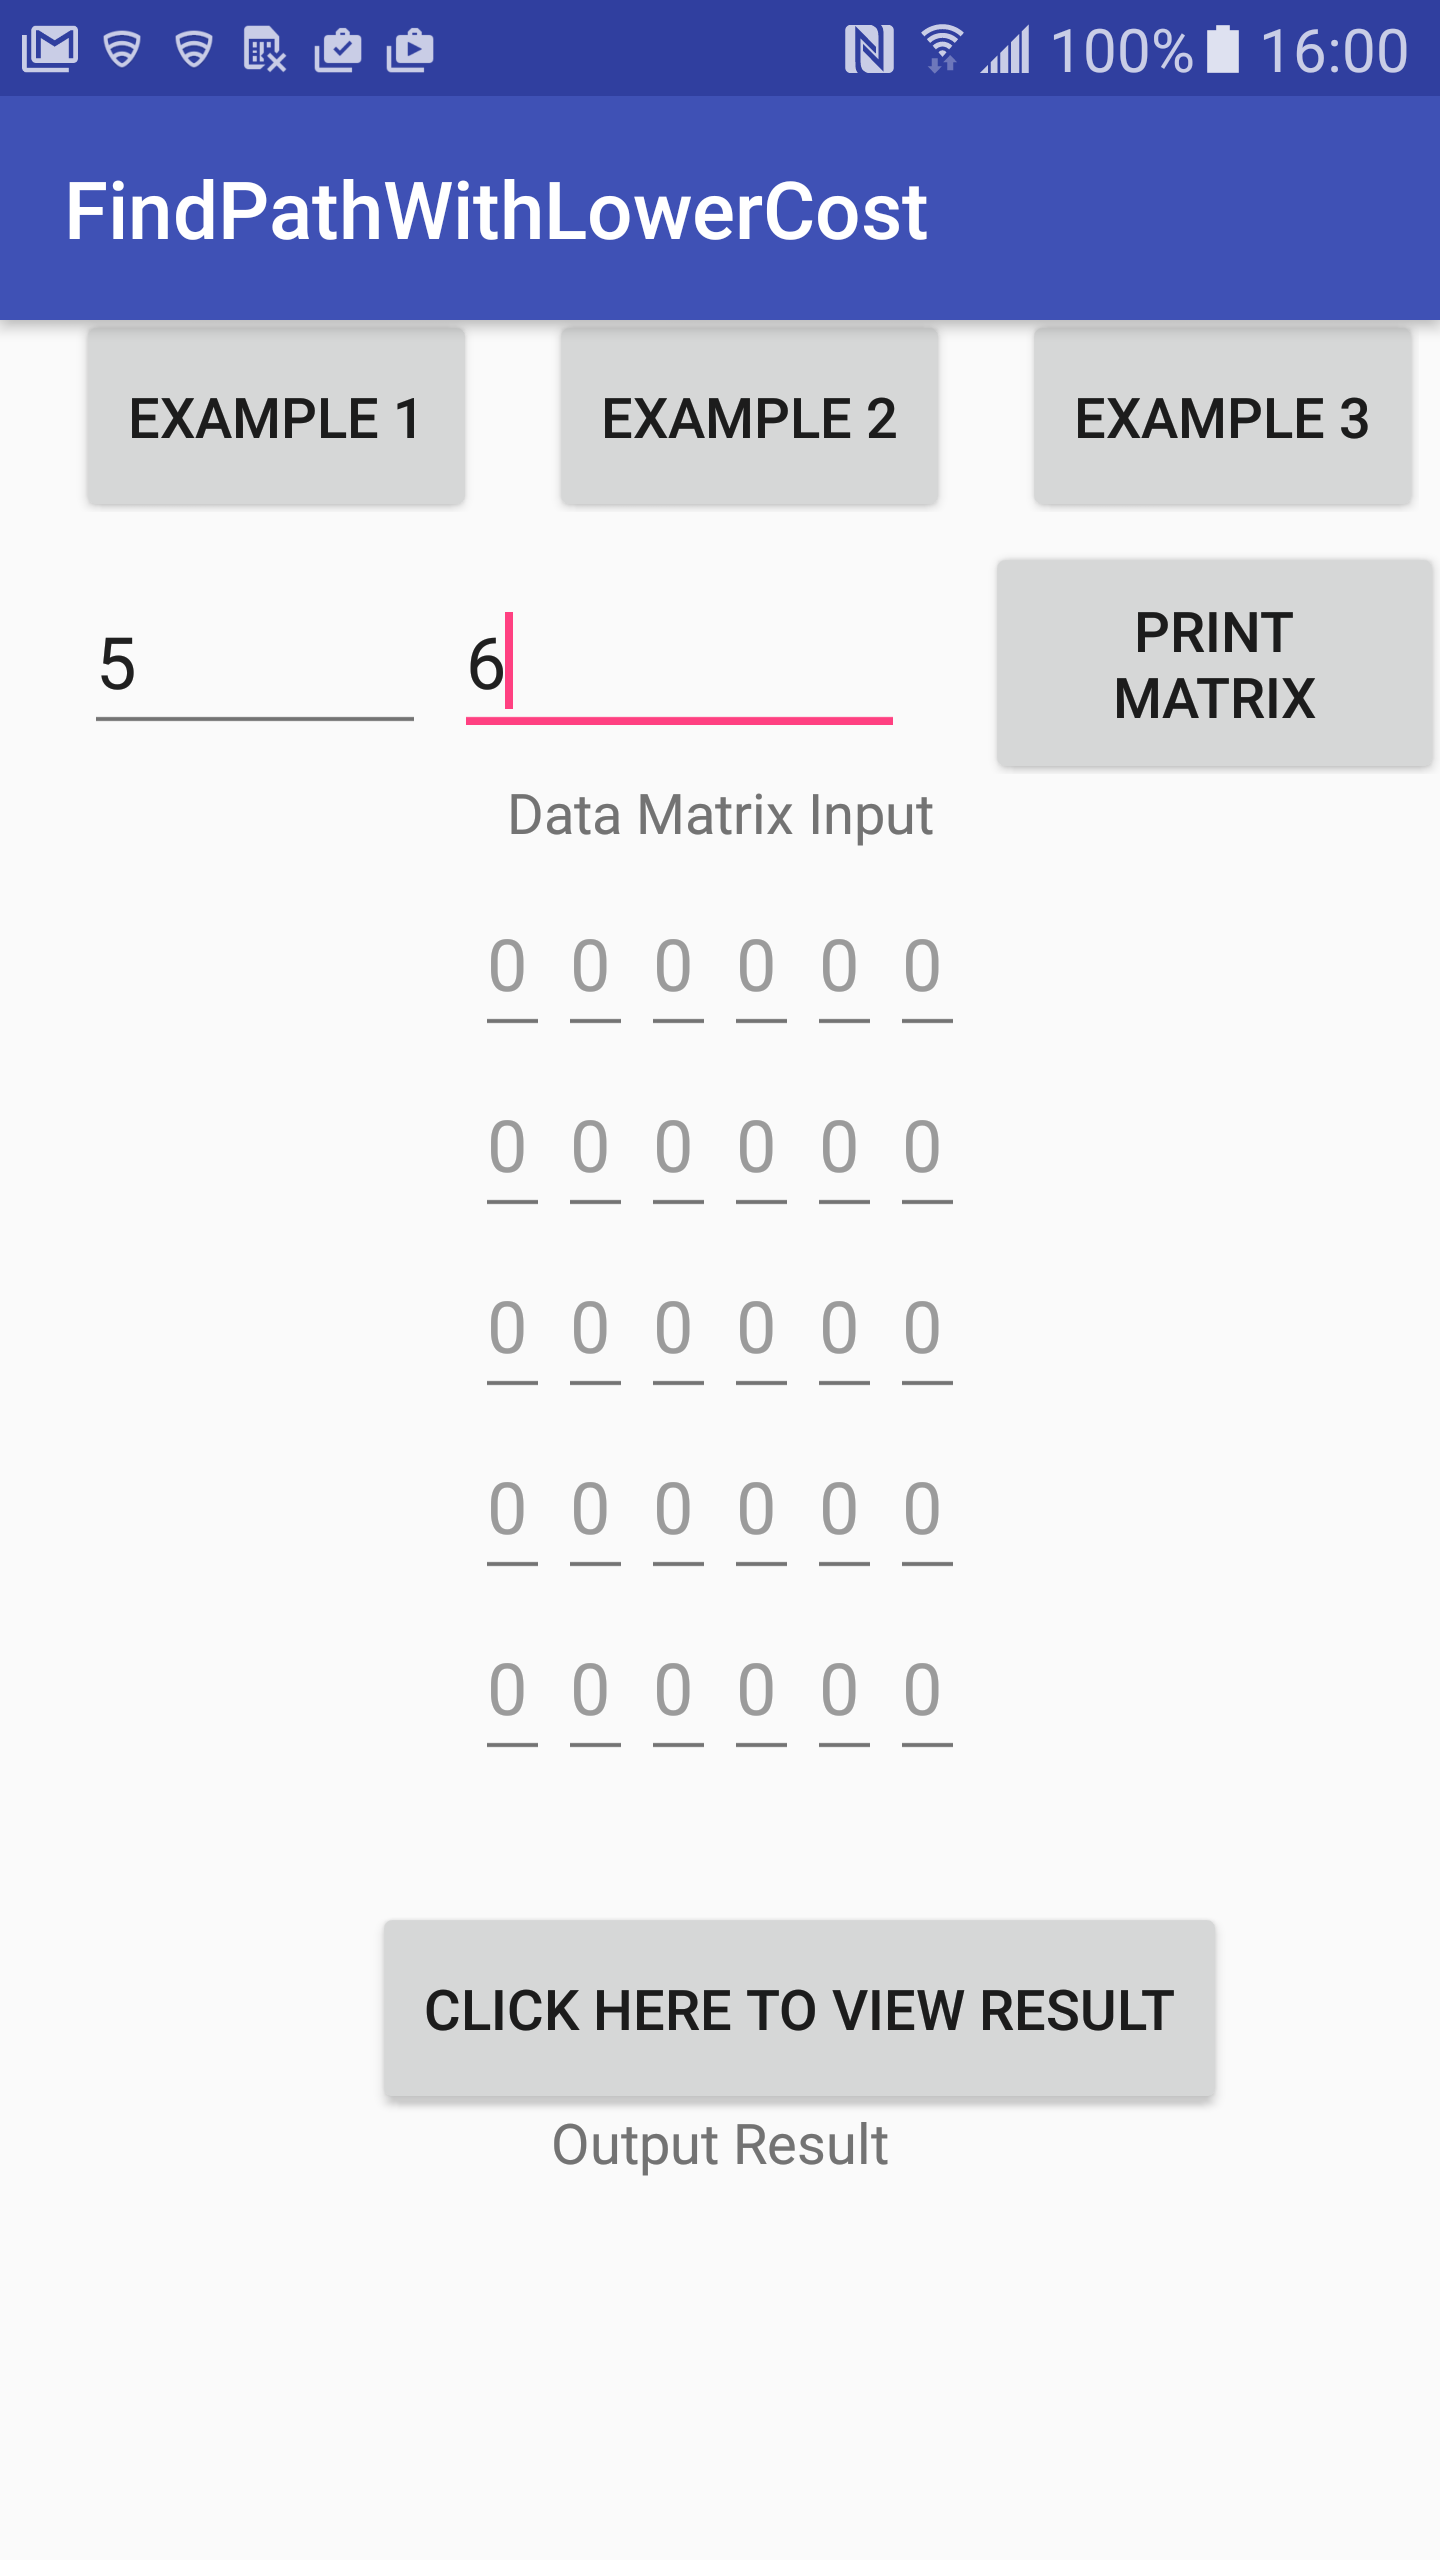 100% 16:00
FindPathWithLowerCost
EXAMPLE 1 EXAMPLE 2 EXAMPLE 3
5 6 PRINT
MATRIX
Data Matrix Input
0 0 0 0 0 0
0 0 0 0 0 0
0 0 0 0 0 0
0 0 0 0 0 0
0 0 0 0 0 0
CLICK HERE TO VIEW RESULT
Output Result